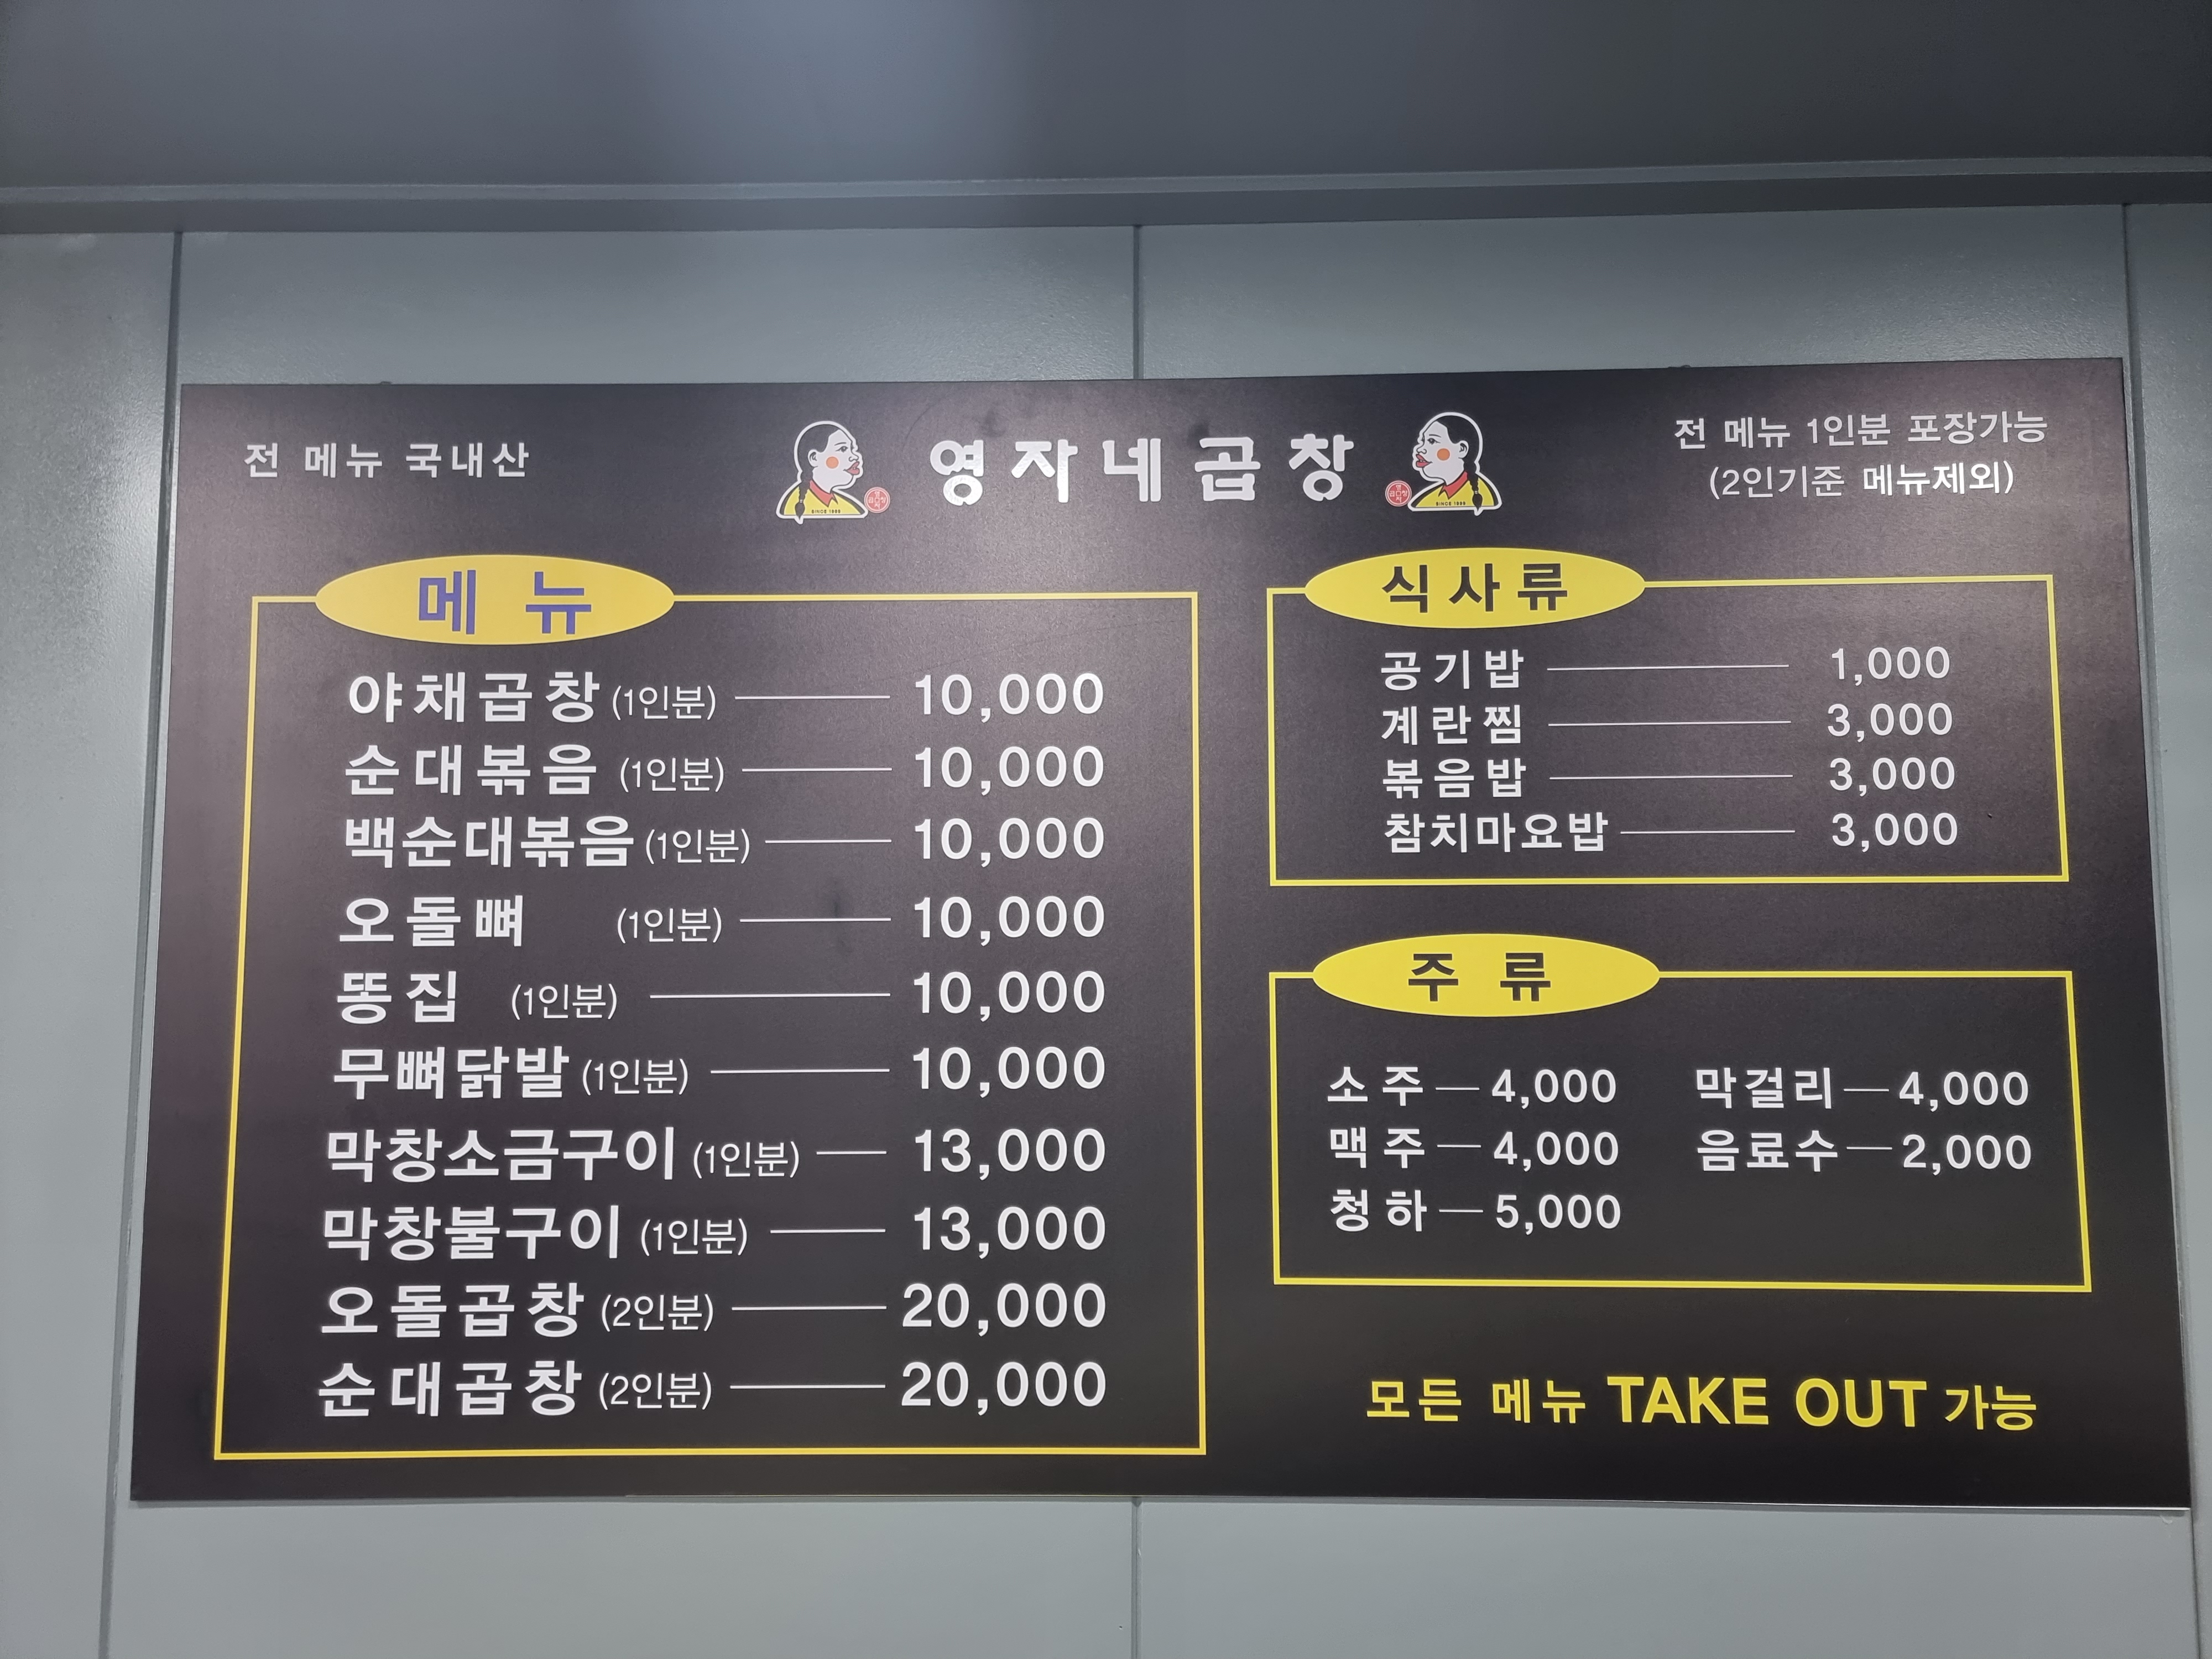 전 메뉴 국내산
영자네곱창
전 메뉴 1인분 포장가능
(2인기준 메뉴제외)
메뉴
야채곱창 (1인분) 10,000
순대볶음 (1인분) 10,000
백순대볶음 (1인분) 10,000
오돌뼈 (1인분) 10,000
똥집 (1인분) 10,000
무뼈닭발 (1인분) 10,000
막창소금구이 (1인분) 13,000
막창불구이 (1인분) 13,000
오돌곱창 (2인분) 20,000
순대곱창 (2인분) 20,000
식사류
공기밥 1,000
계란찜 3,000
볶음밥 3,000
참치마요밥 3,000
주류
소주 4,000 막걸리 4,000
맥주 4,000 음료수 2,000
청하 5,000
모든 메뉴 TAKE OUT 가능